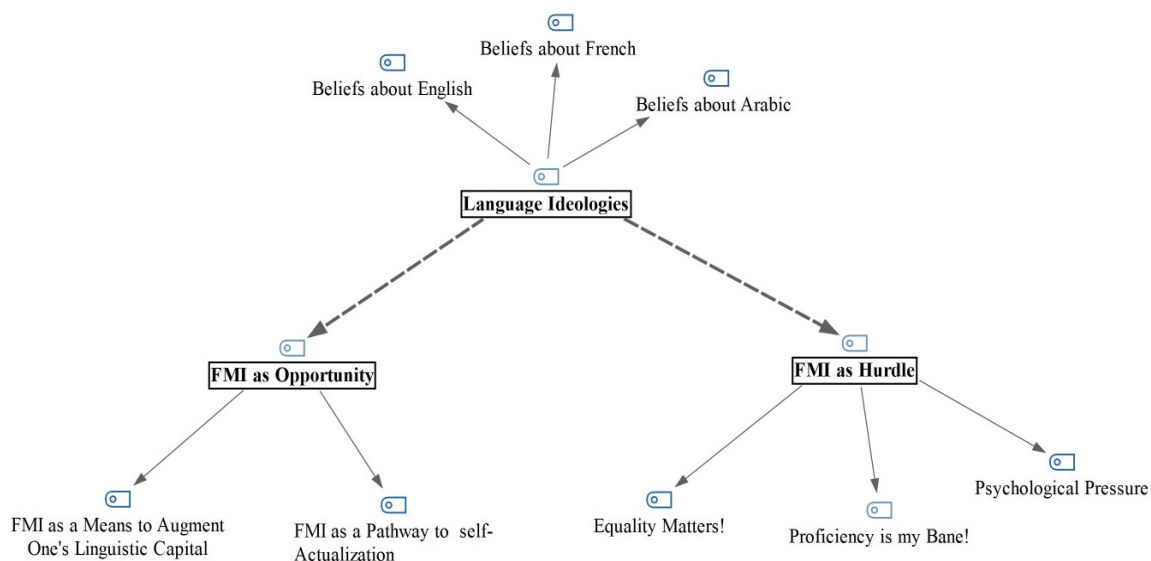 Beliefs about French
Beliefs about English
Beliefs about Arabic
Language Ideologies
FMI as Opportunity
FMI as Hurdle
FMI as a Means to Augment
One's Linguistic Capital
FMI as a Pathway to self-
Actualization
Equality Matters!
Proficiency is my Bane!
Psychological Pressure